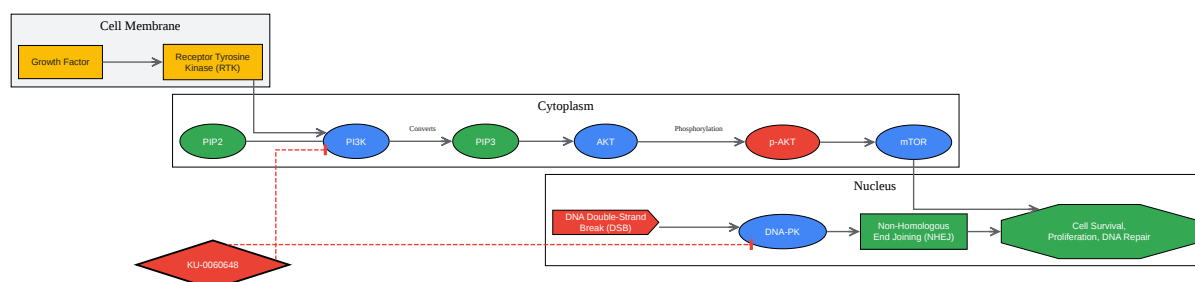 Cell Membrane
Growth Factor
Receptor Tyrosine
Kinase (RTK)
Cytoplasm
PIP2
PI3K
Converts
PIP3
AKT
Phosphorylation
p-AKT
mTOR
Nucleus
DNA Double-Strand
Break (DSB)
DNA-PK
Non-Homologous
End Joining (NHEJ)
Cell Survival,
Proliferation, DNA Repair
KU-0060648